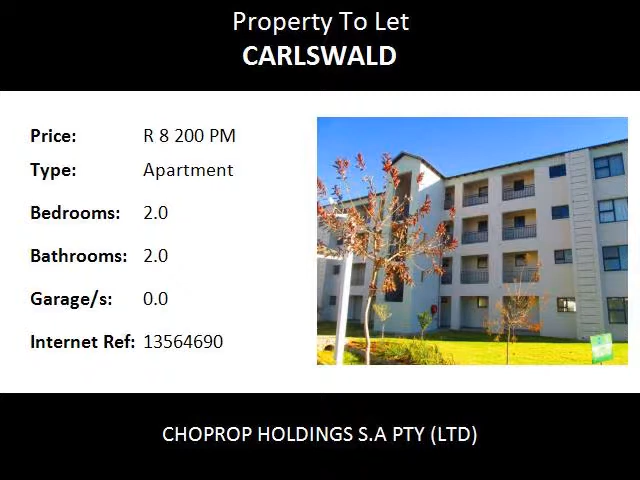 Property To Let
CARLSWALD
Price: R 8 200 PM
Type: Apartment
Bedrooms: 2.0
Bathrooms: 2.0
Garage/s: 0.0
Internet Ref: 13564690
CHOPROP HOLDINGS S.A PTY (LTD)